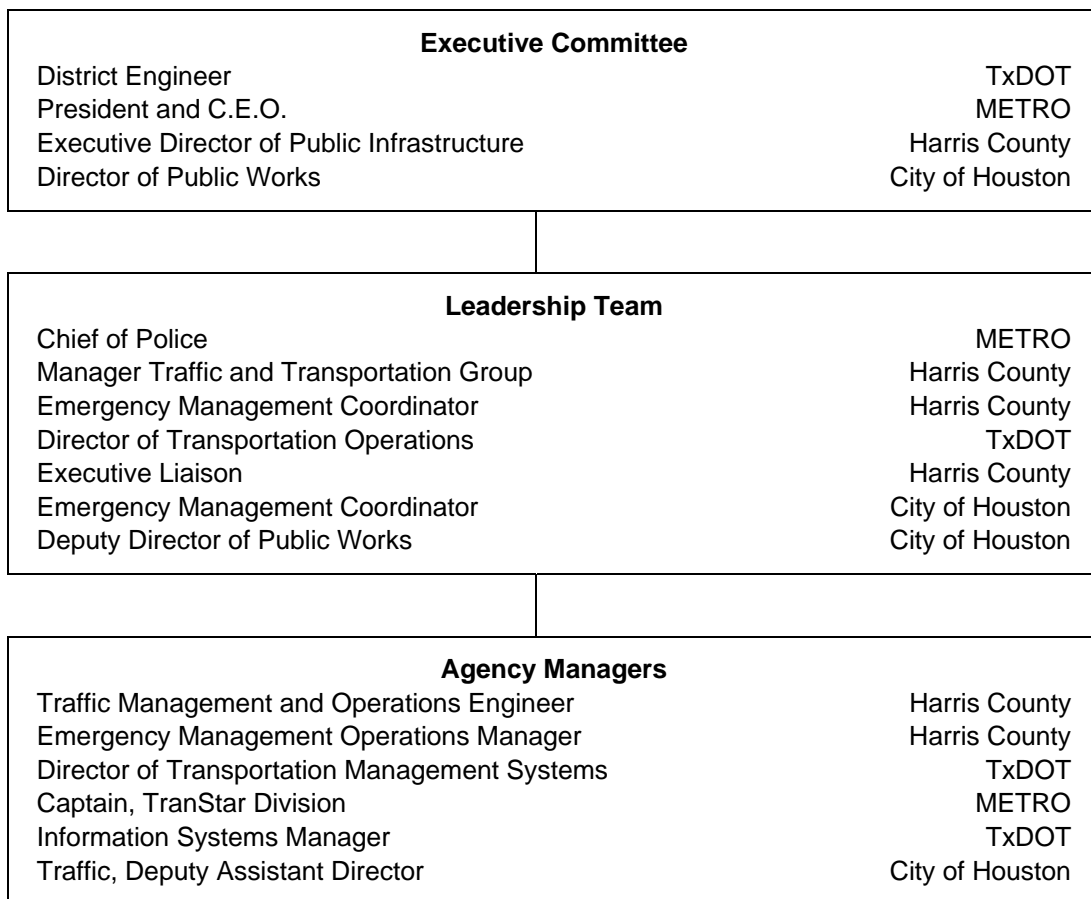 Executive Committee
District Engineer TxDOT
President and C.E.O. METRO
Executive Director of Public Infrastructure Harris County
Director of Public Works City of Houston
Leadership Team
Chief of Police METRO
Manager Traffic and Transportation Group Harris County
Emergency Management Coordinator Harris County
Director of Transportation Operations TxDOT
Executive Liaison Harris County
Emergency Management Coordinator City of Houston
Deputy Director of Public Works City of Houston
Agency Managers
Traffic Management and Operations Engineer Harris County
Emergency Management Operations Manager Harris County
Director of Transportation Management Systems TxDOT
Captain, TranStar Division METRO
Information Systems Manager TxDOT
Traffic, Deputy Assistant Director City of Houston